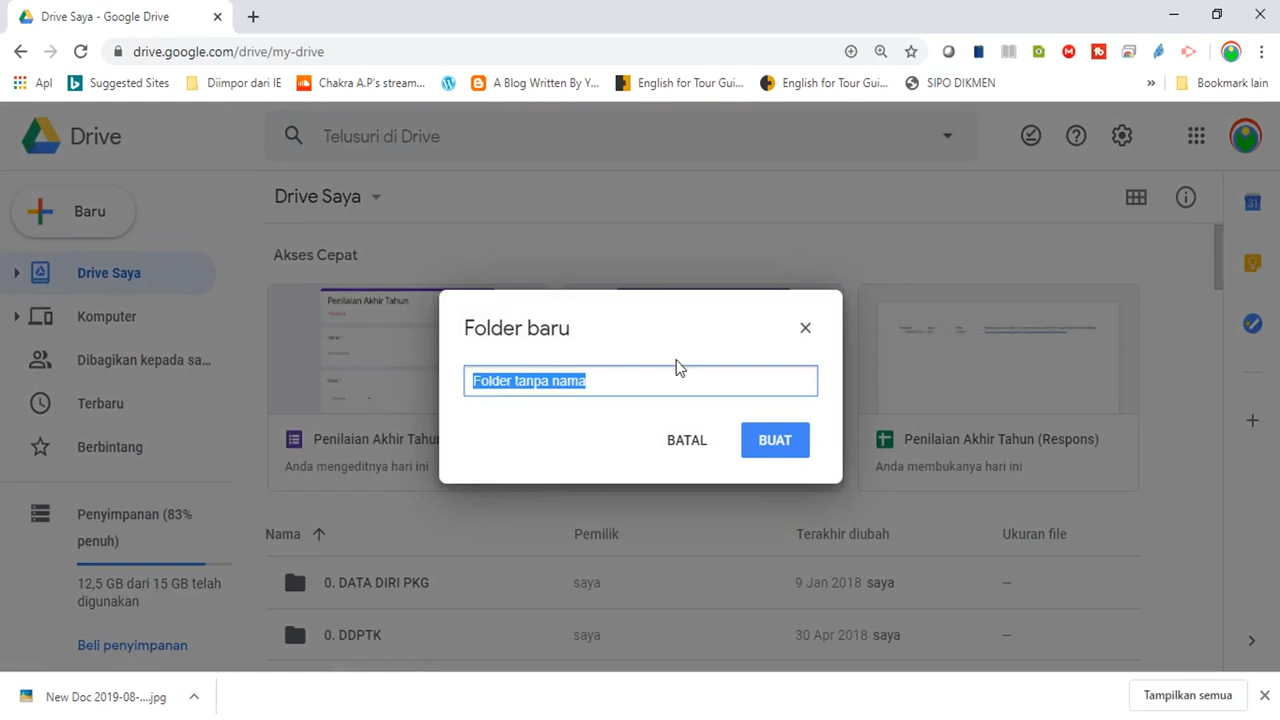 Drive Saya - Google Drive
drive.google.com/drive/my-drive
Apl
Suggested Sites
Diimpor dari IE
Chakra A.P's stream...
A Blog Written By Y...
English for Tour Gui...
English for Tour Gui...
SIPO DIKMEN
»
Bookmark lain
Drive
Telusuri di Drive
Baru
Drive Saya
Drive Saya
Komputer
Dibagikan kepada sa...
Terbaru
Berbintang
Penyimpanan (83%
penuh)
12,5 GB dari 15 GB telah
digunakan
Beli penyimpanan
Akses Cepat
Penilaian Akhir Tahun
Penilaian Akhir Tahun
Anda mengeditnya hari ini
Penilaian Akhir Tahun (Respons)
Anda membukanya hari ini
Folder baru
Folder tanpa nama
BATAL
BUAT
Nama
Pemilik
Terakhir diubah
Ukuran file
0. DATA DIRI PKG
saya
9 Jan 2018 saya
–
0. DDPTK
saya
30 Apr 2018 saya
–
New Doc 2019-08-....jpg
Tampilkan semua